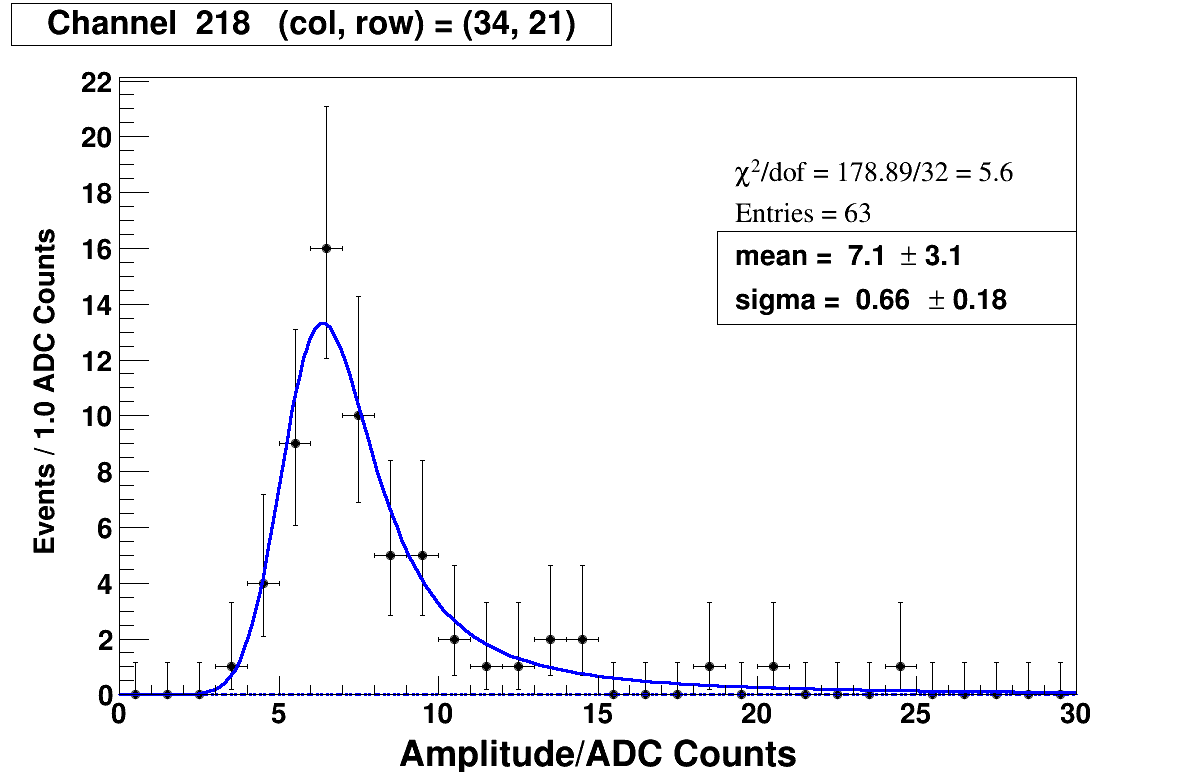 Channel 218 (col, row) = (34, 21)
22
20
18
16
14
12
10
8
6
4
2
0
Events / 1.0 ADC Counts
χ²/dof = 178.89/32 = 5.6
Entries = 63
mean = 7.1 ± 3.1
sigma = 0.66 ± 0.18
0 5 10 15 20 25 30
Amplitude/ADC Counts